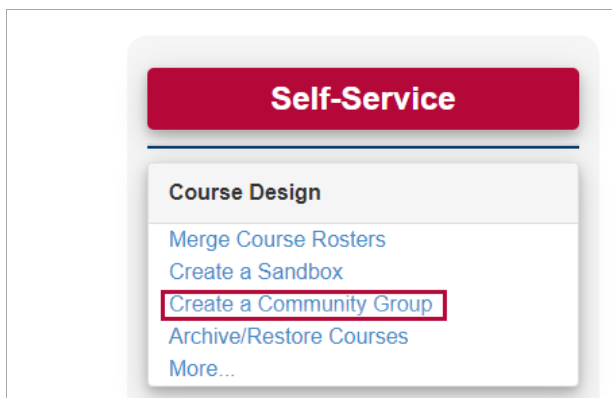 Self-Service
Course Design
Merge Course Rosters
Create a Sandbox
Create a Community Group
Archive/Restore Courses
More...